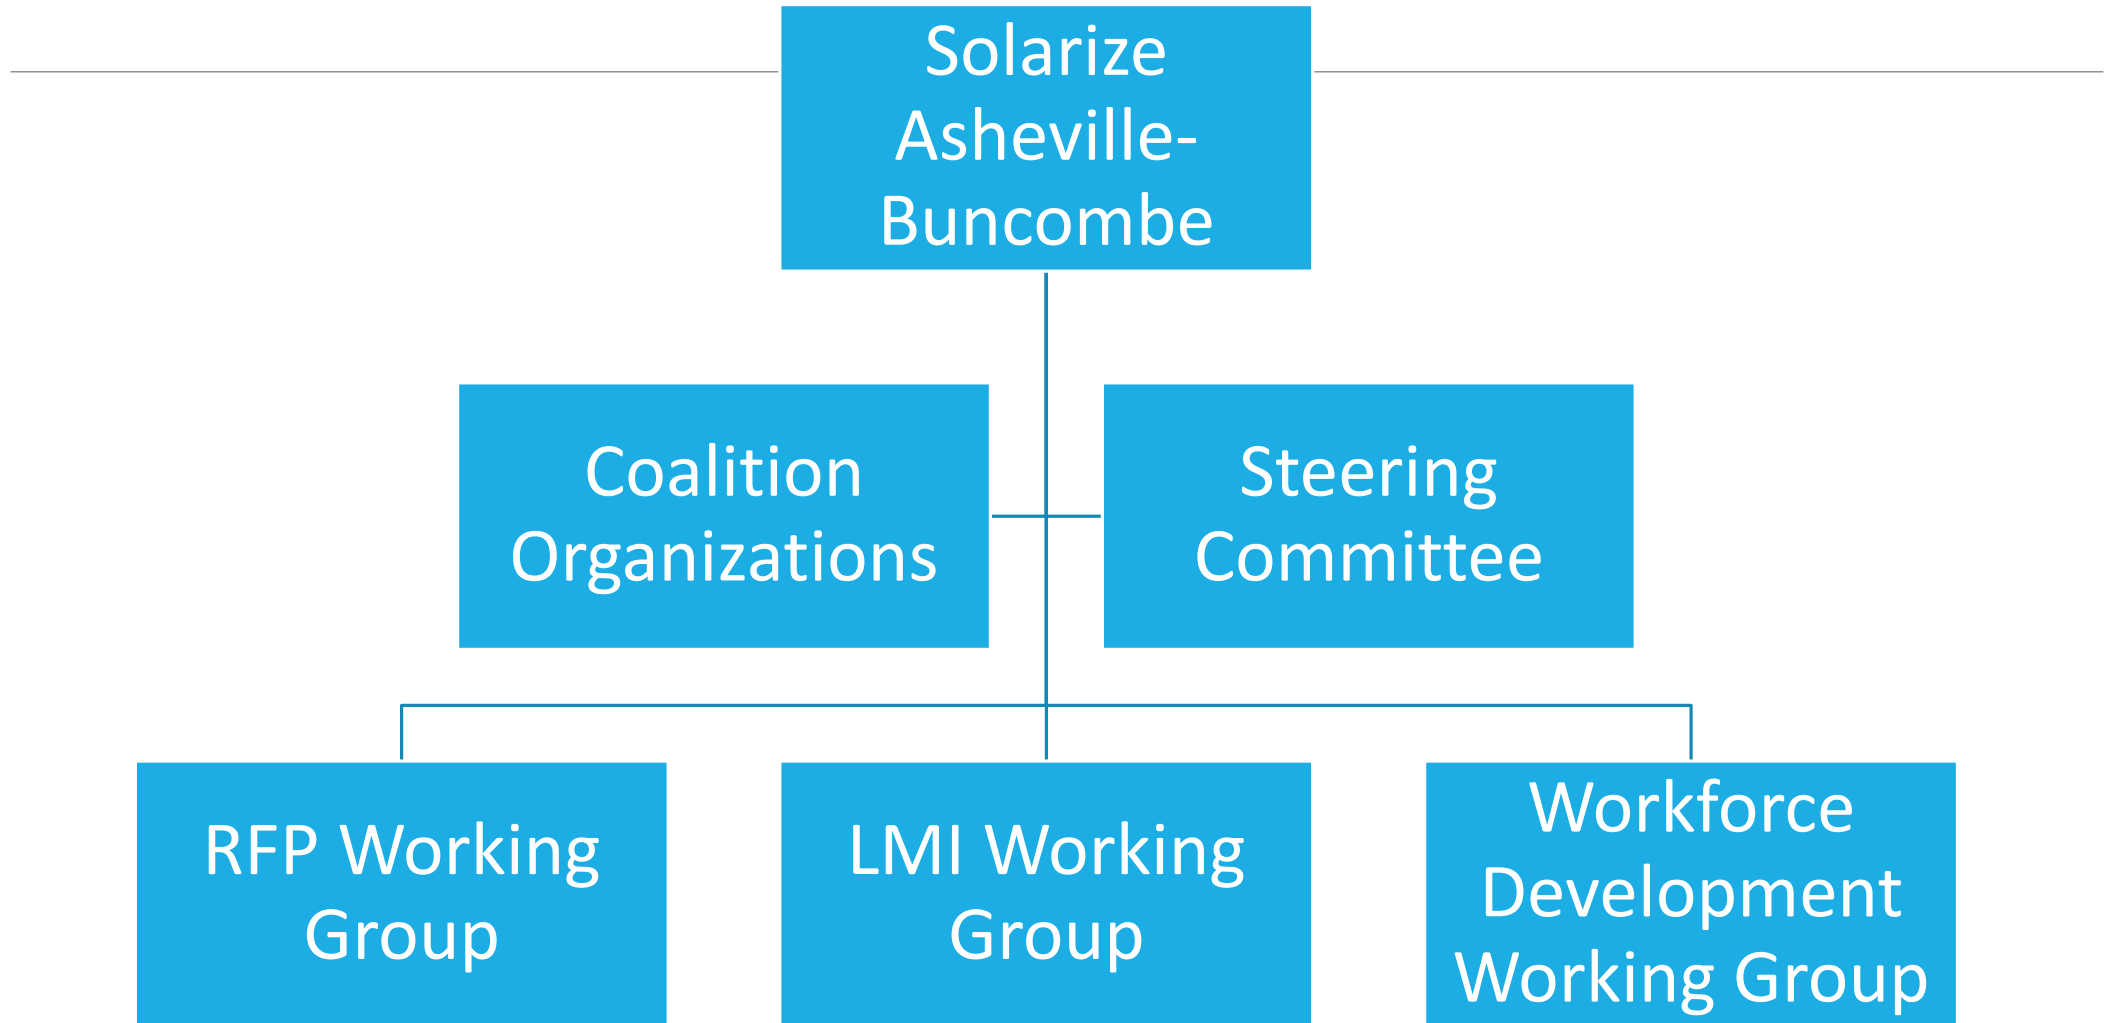 Solarize
Asheville-
Buncombe
Coalition
Organizations
Steering
Committee
RFP Working
Group
LMI Working
Group
Workforce
Development
Working Group